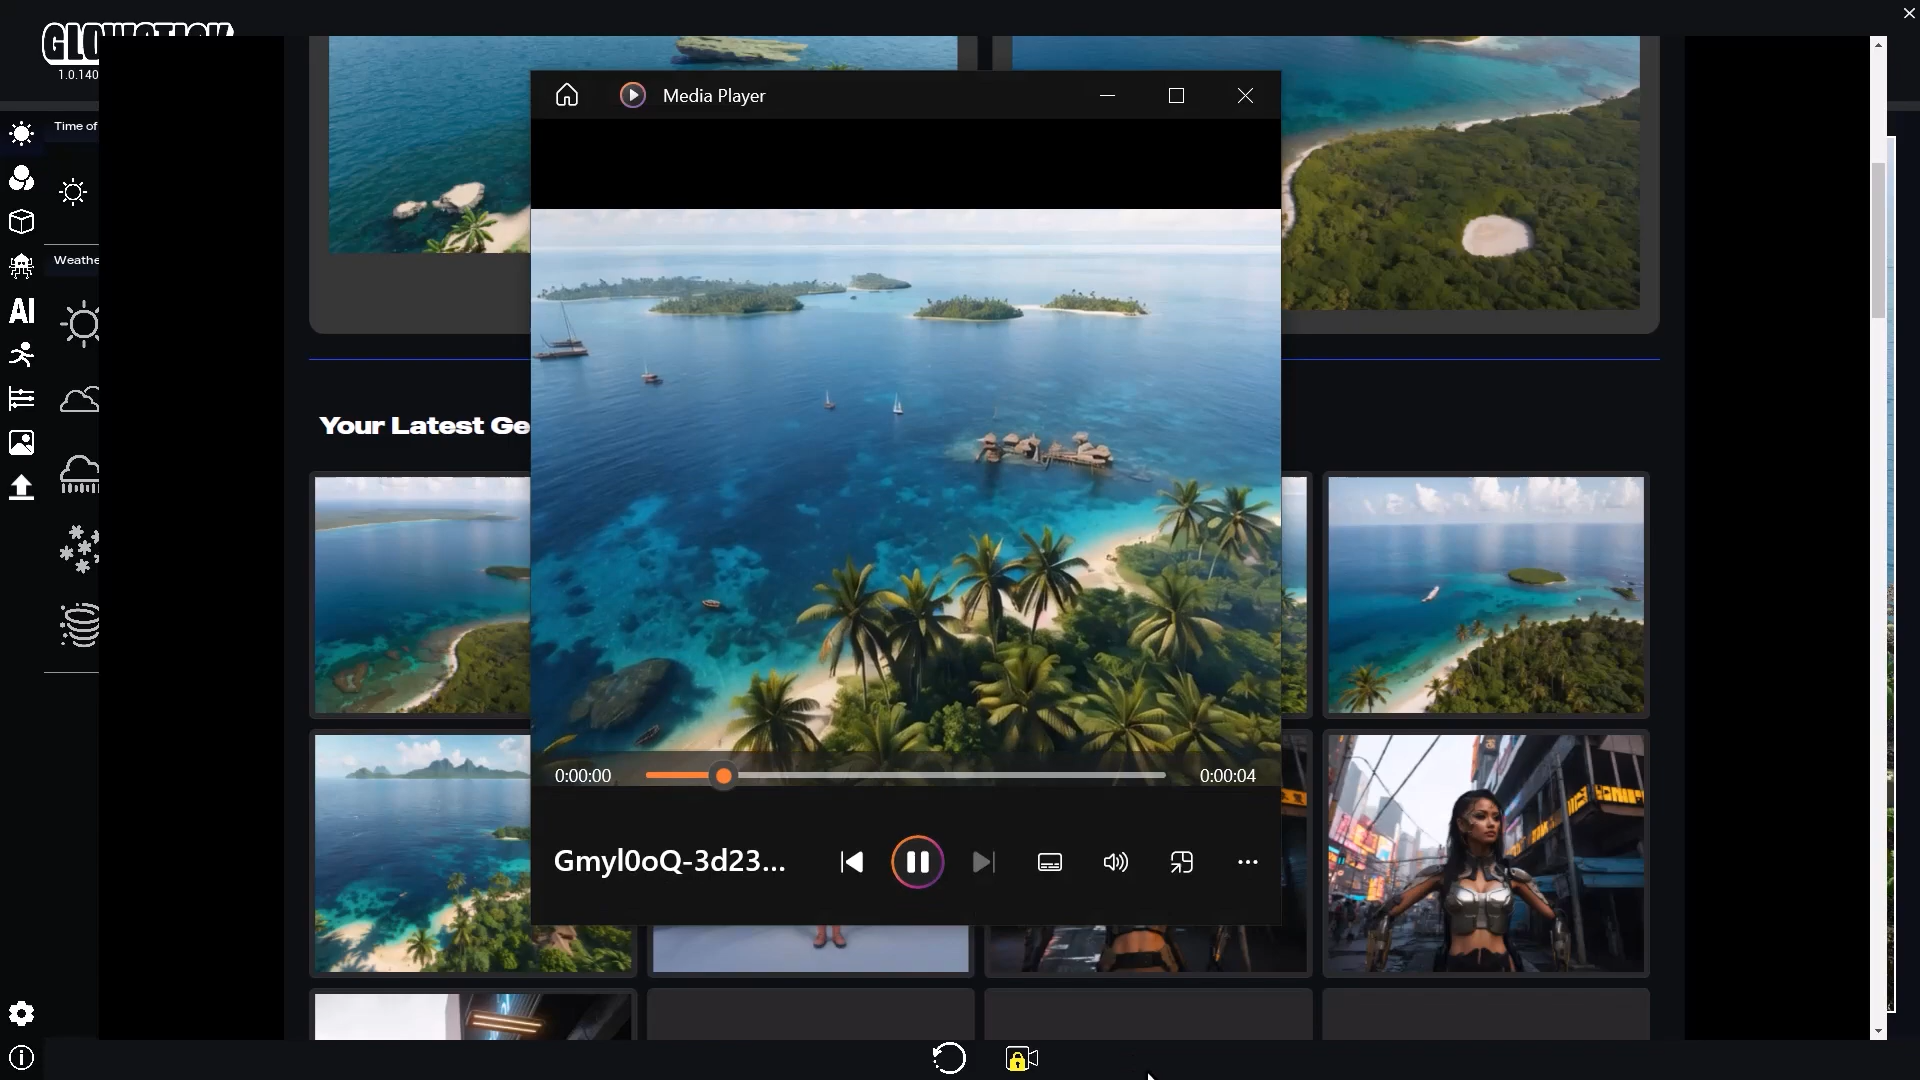 1.0.140
Time of
Weathe
AI
Media Player
Your Latest Ge
0:00:00
0:00:04
Gmyl0oQ-3d23...